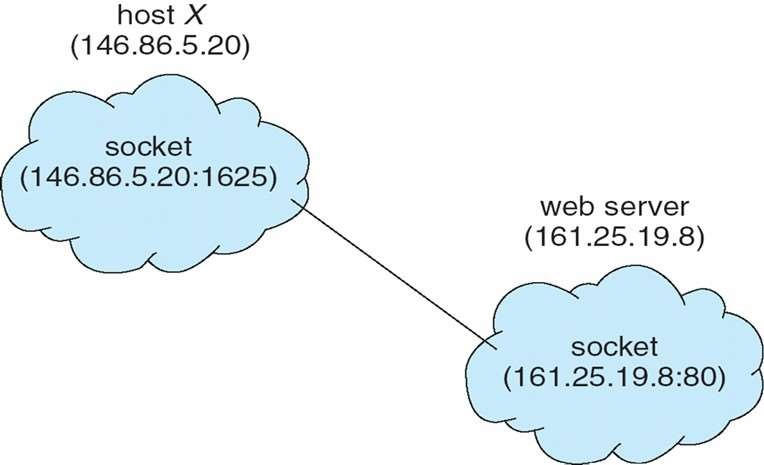 host X
(146.86.5.20)
socket
(146.86.5.20:1625)
web server
(161.25.19.8)
socket
(161.25.19.8:80)